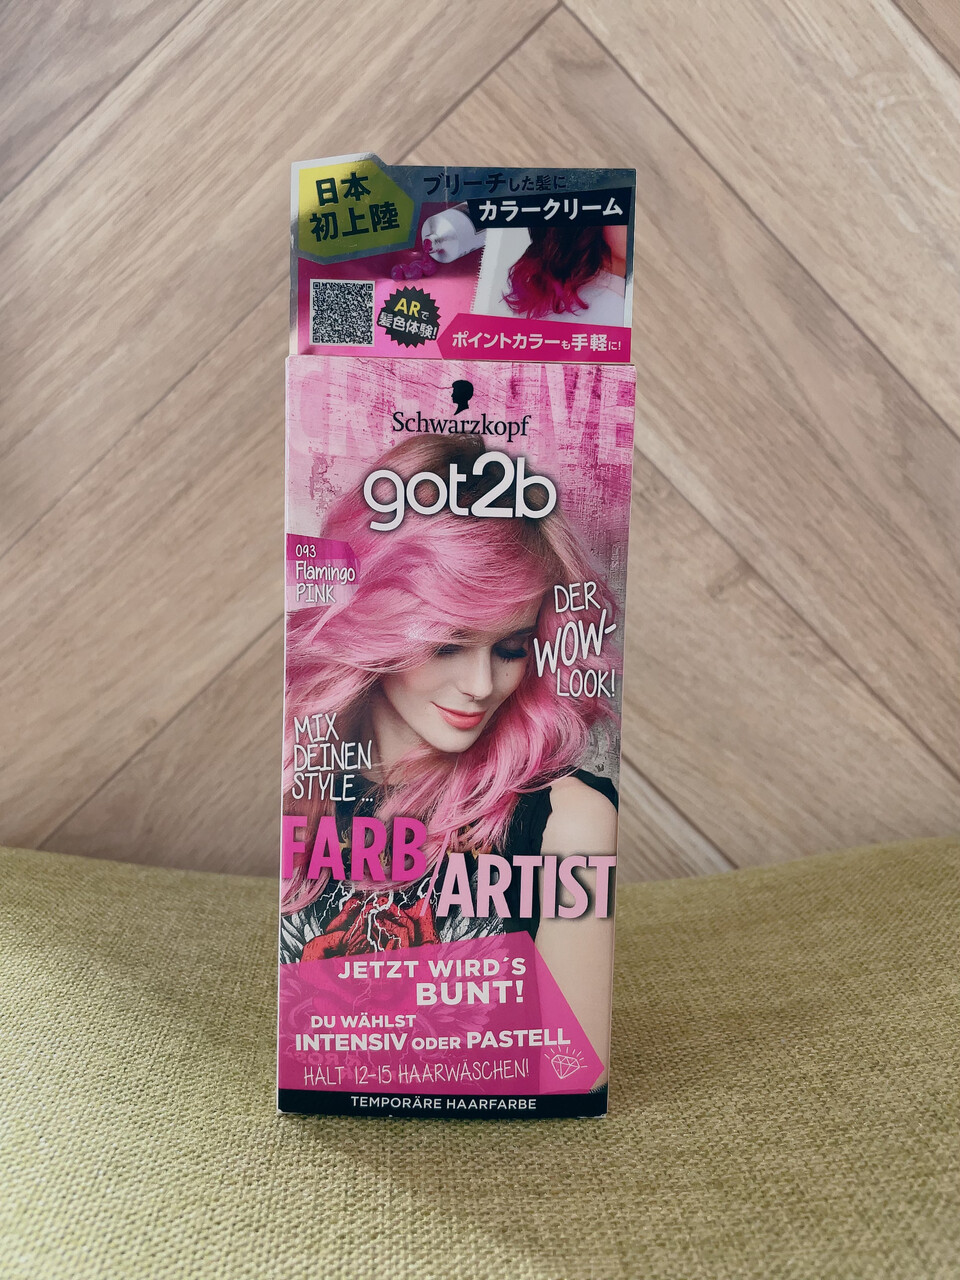 日本
初上陸
ブリーチした髪に
カラークリーム
ARで
髪色体験!
ポイントカラーも手軽に!
Schwarzkopf
got2b
093
Flamingo
PINK
DER
WOW-
LOOK!
MIX
DEINEN
STYLE ...
FARB
ARTIST
JETZT WIRD´S
BUNT!
DU WÄHLST
INTENSIV ODER PASTELL
HÄLT 12-15 HAARWÄSCHEN!
TEMPORÄRE HAARFARBE